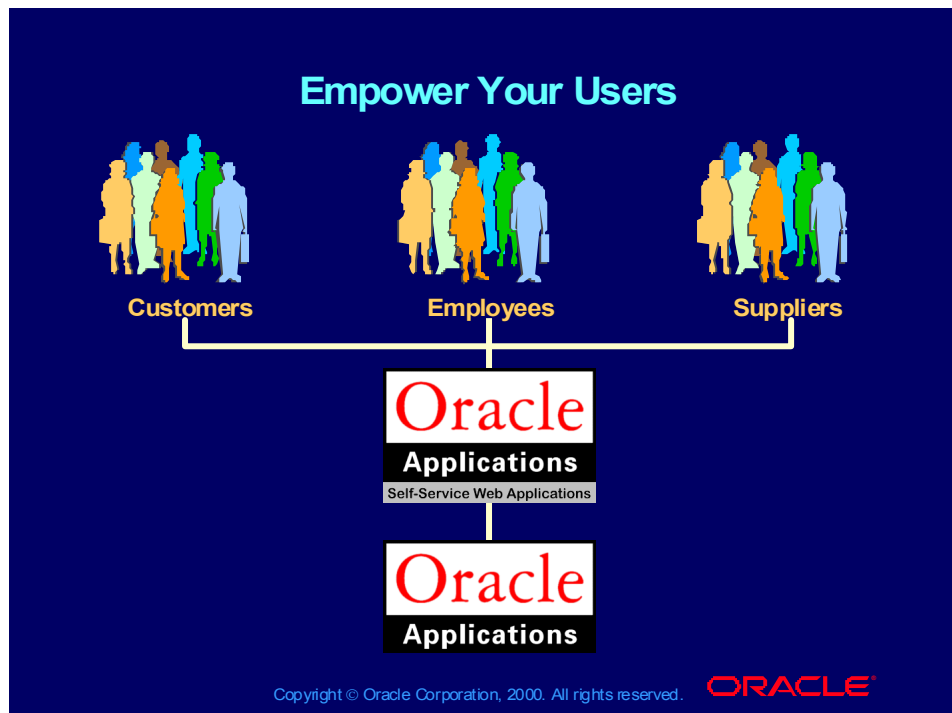 Empower Your Users
Customers
Employees
Suppliers
Oracle
Applications
Self-Service Web Applications
Oracle
Applications
Copyright © Oracle Corporation, 2000. All rights reserved.
ORACLE®